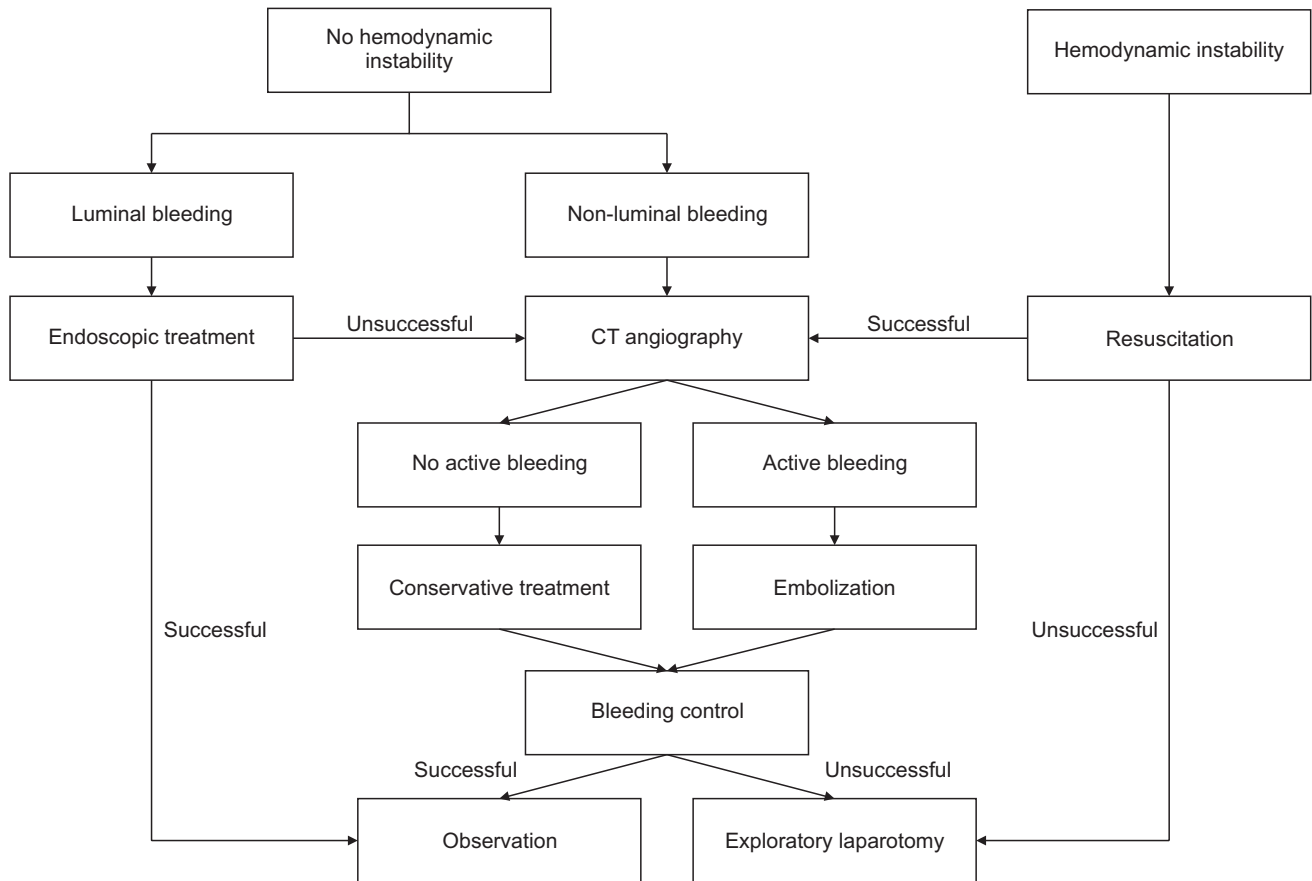 No hemodynamic
instability
Hemodynamic instability
Luminal bleeding
Non-luminal bleeding
Endoscopic treatment
Unsuccessful
CT angiography
Successful
Resuscitation
No active bleeding
Active bleeding
Conservative treatment
Embolization
Successful
Unsuccessful
Bleeding control
Successful
Unsuccessful
Observation
Exploratory laparotomy